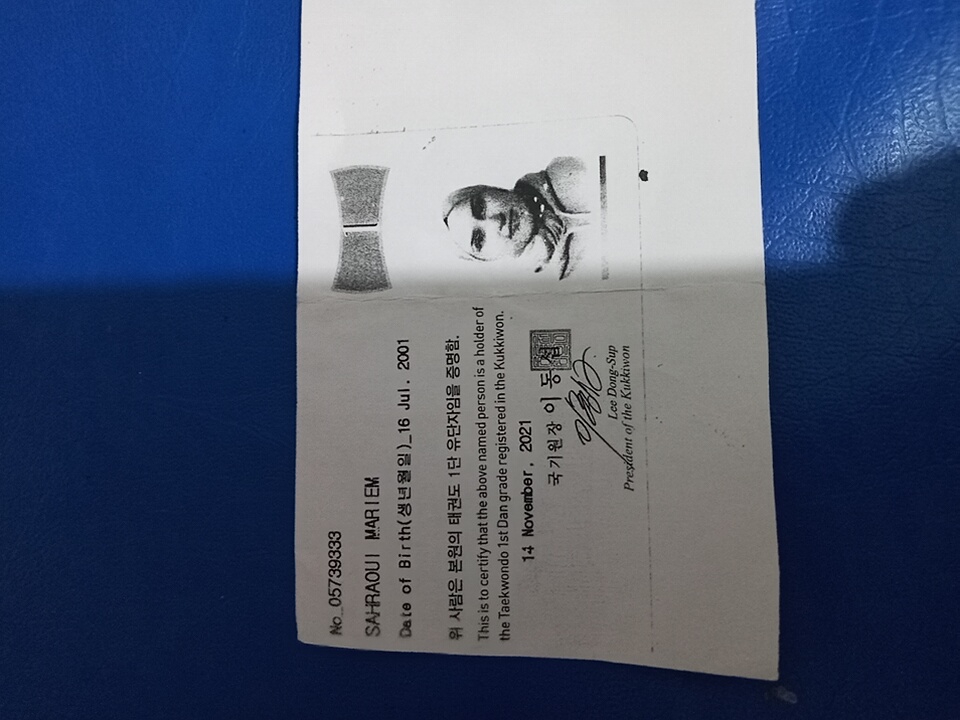 No_05739333
SAHRAOUI MARIEM
Date of Birth(생년월일)_16 Jul. 2001
위 사람은 본원의 태권도 1단 유단자임을 증명함.
This is to certify that the above named person is a holder of
the Taekwondo 1st Dan grade registered in the Kukkiwon.
14 November, 2021
국기원장 이 동 섭
Lee Dong-Sup
President of the Kukkiwon